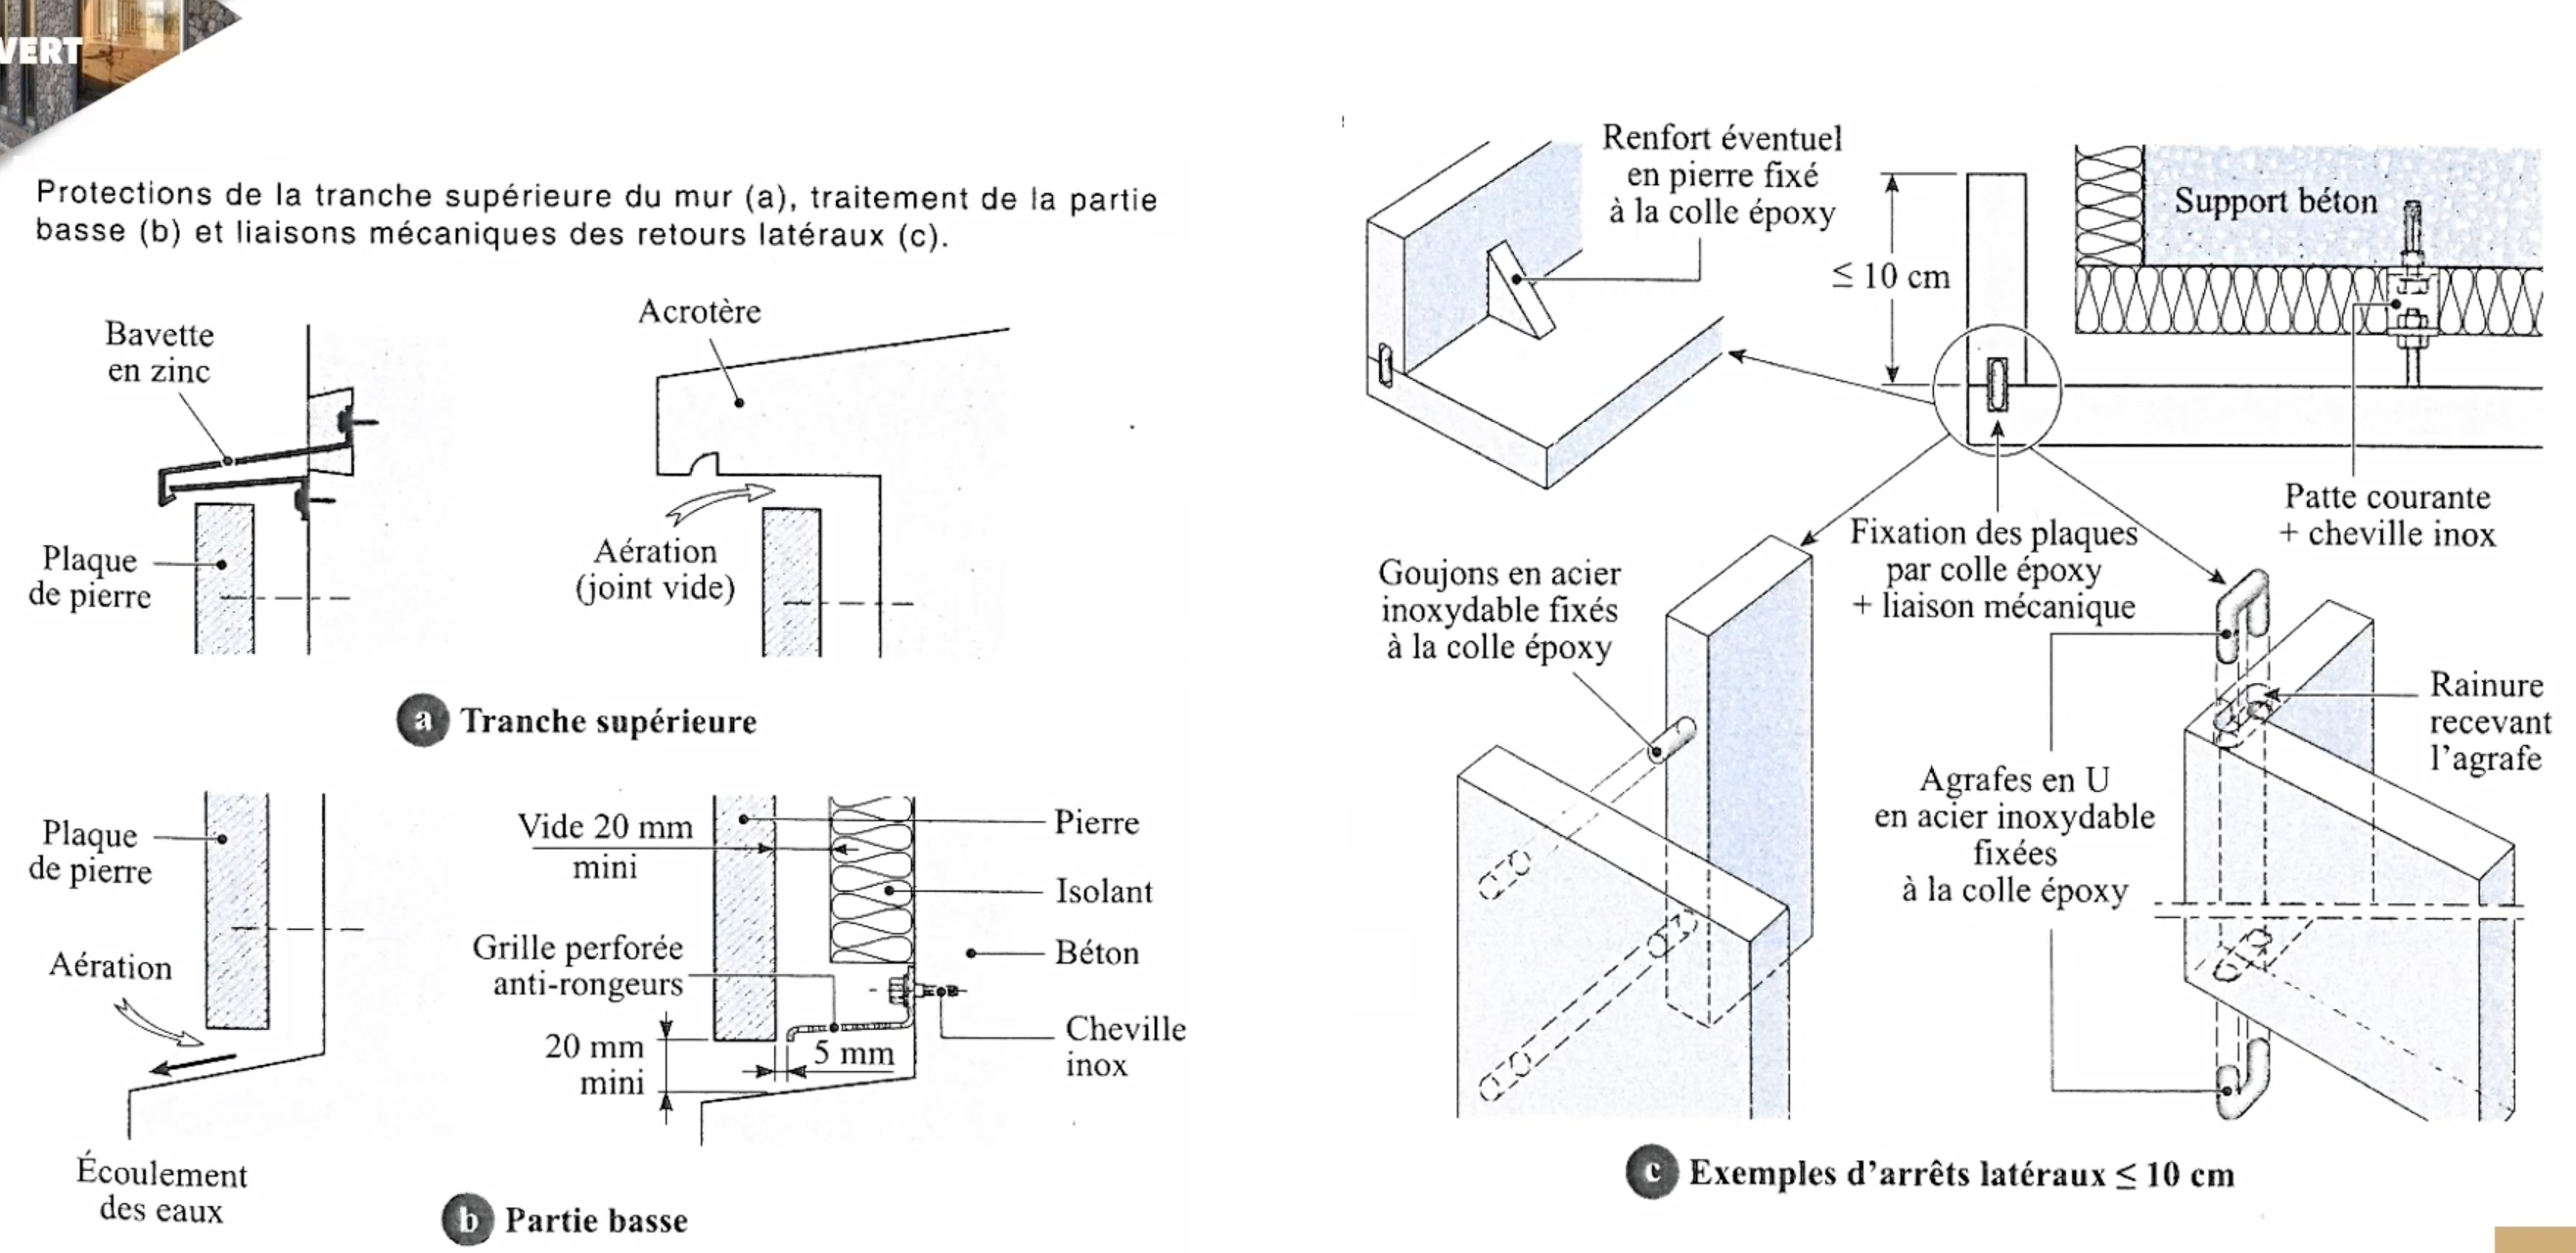 VERT
Protections de la tranche supérieure du mur (a), traitement de la partie
basse (b) et liaisons mécaniques des retours latéraux (c).
Bavette
en zinc
Acrotère
Plaque
de pierre
Aération
(joint vide)
a Tranche supérieure
Plaque
de pierre
Aération
Écoulement
des eaux
Vide 20 mm
mini
Grille perforée
anti-rongeurs
20 mm
mini
5 mm
Pierre
Isolant
Béton
Cheville
inox
b Partie basse
Renfort éventuel
en pierre fixé
à la colle époxy
≤ 10 cm
Support béton
Patte courante
+ cheville inox
Fixation des plaques
par colle époxy
+ liaison mécanique
Goujons en acier
inoxydable fixés
à la colle époxy
Rainure
recevant
l'agrafe
Agrafes en U
en acier inoxydable
fixées
à la colle époxy
c Exemples d'arrêts latéraux ≤ 10 cm